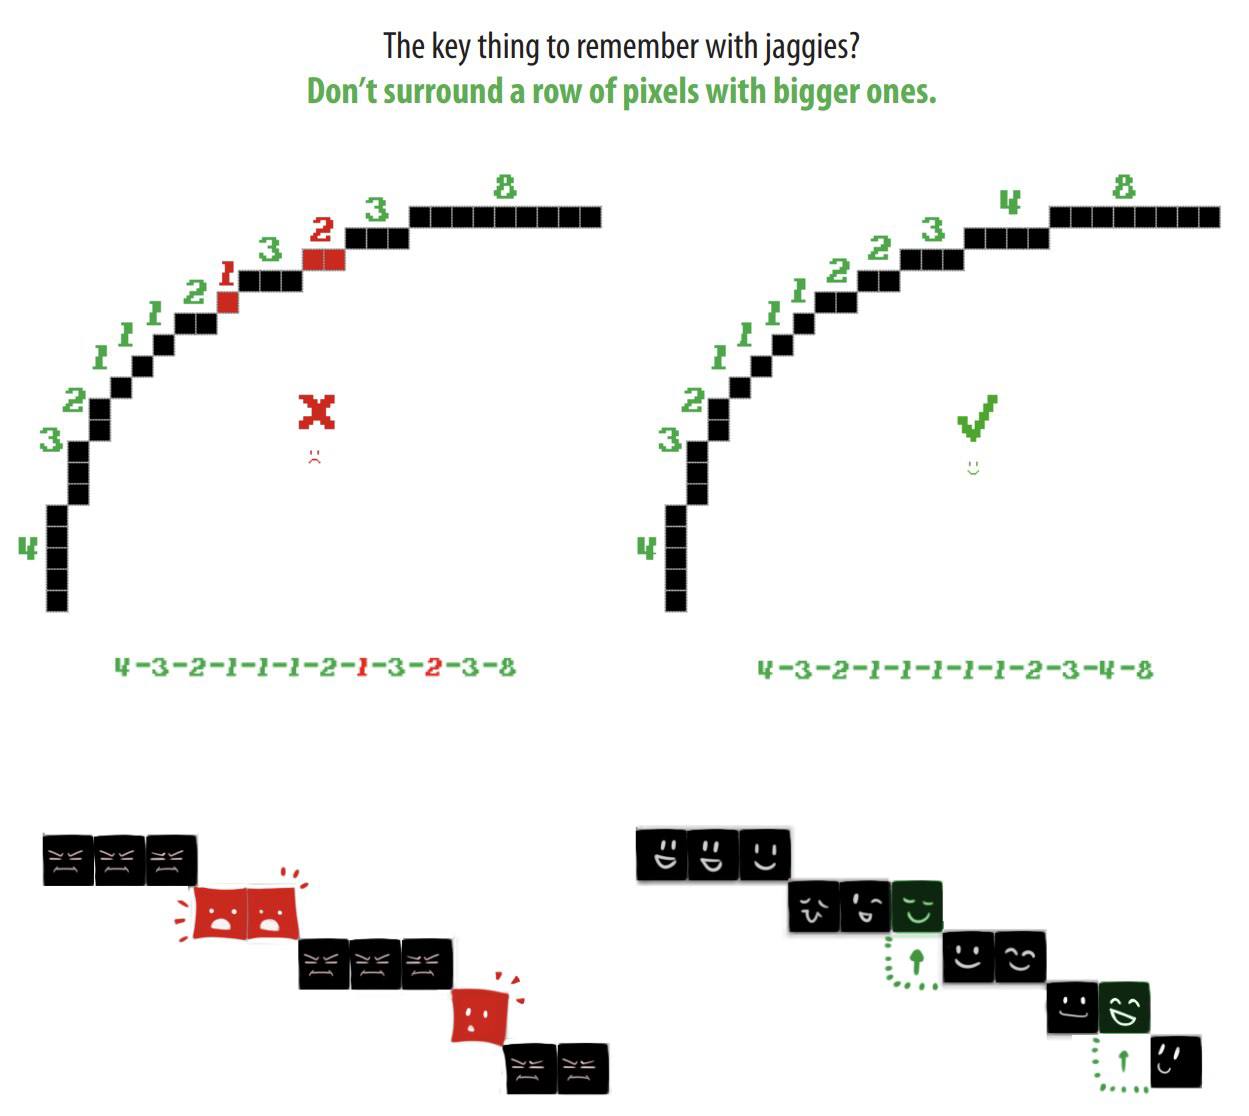 The key thing to remember with jaggies?
Don't surround a row of pixels with bigger ones.
4 3 2 1 1 1 2 1 3 2 3 8
4 3 2 1 1 1 1 2 2 3 4 8
4-3-2-1-1-1-2-1-3-2-3-8
4-3-2-1-1-1-1-1-2-3-4-8